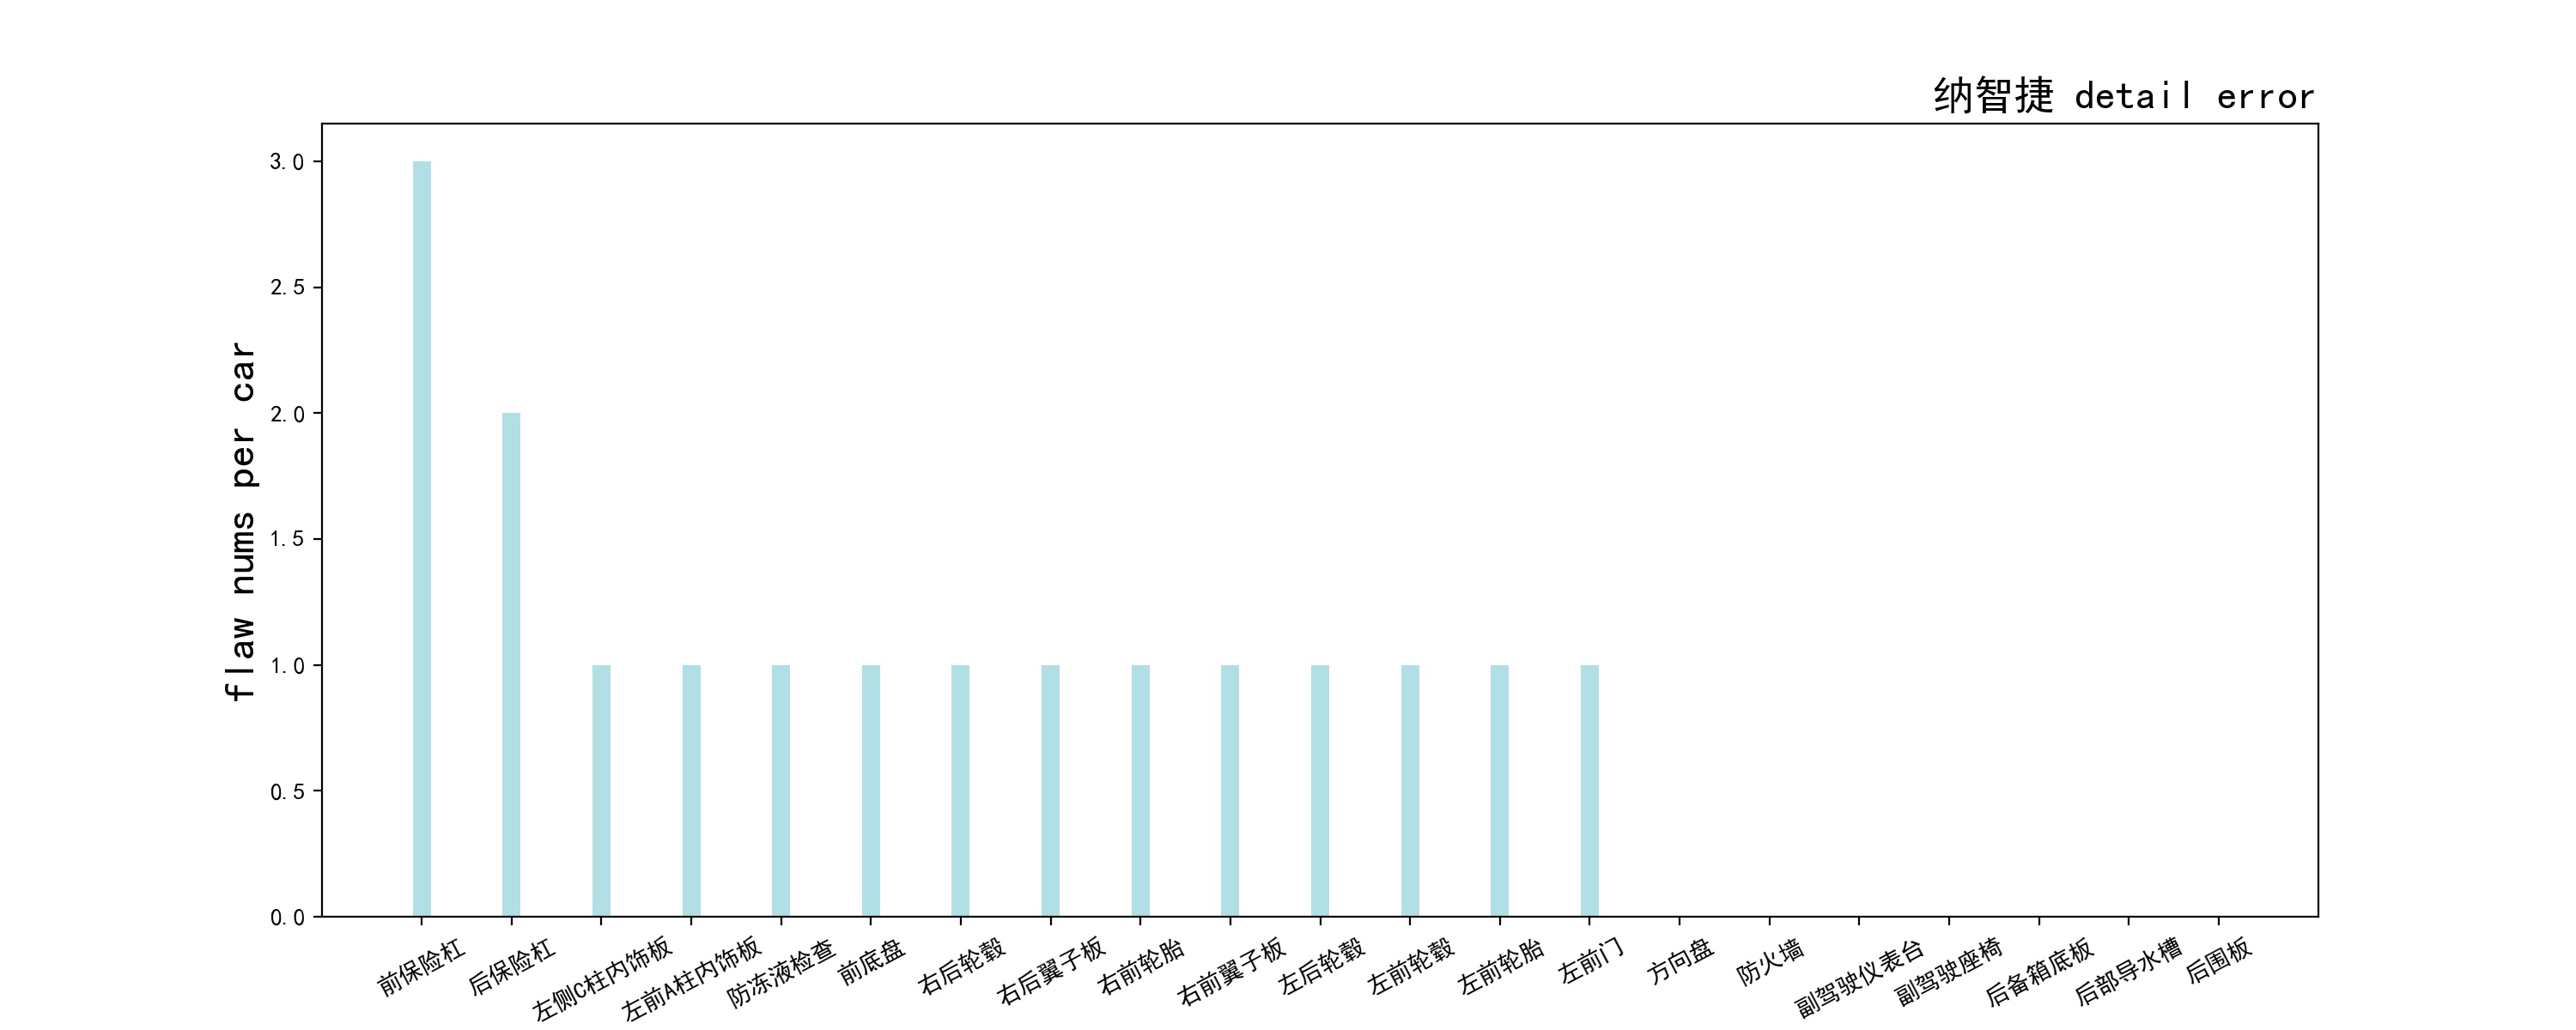 纳智捷 detail error
flaw nums per car
3.0
2.5
2.0
1.5
1.0
0.5
0.0
前保险杠
后保险杠
左侧C柱内饰板
左前A柱内饰板
防冻液检查
前底盘
右后轮毂
右后翼子板
右前轮胎
右前翼子板
左后轮毂
左前轮毂
左前轮胎
左前门
方向盘
防火墙
副驾驶仪表台
副驾驶座椅
后备箱底板
后部导水槽
后围板